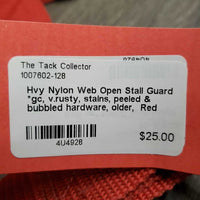 The Tack Collector
1007602-128
Hvy Nylon Web Open Stall Guard
*gc, v.rusty, stains, peeled &
bubbled hardware, older, Red
$25.00
4U4928